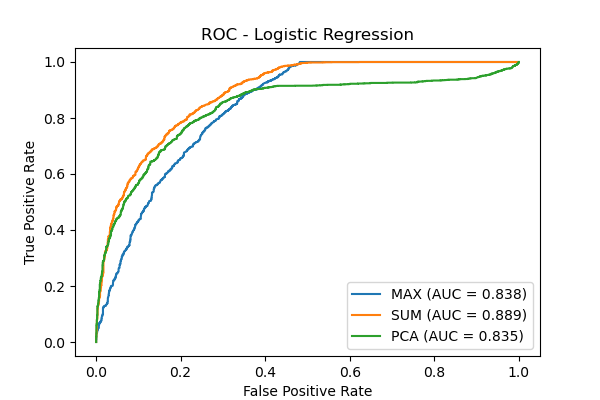 ROC - Logistic Regression
True Positive Rate
1.0
0.8
0.6
0.4
0.2
0.0
MAX (AUC = 0.838)
SUM (AUC = 0.889)
PCA (AUC = 0.835)
0.0 0.2 0.4 0.6 0.8 1.0
False Positive Rate